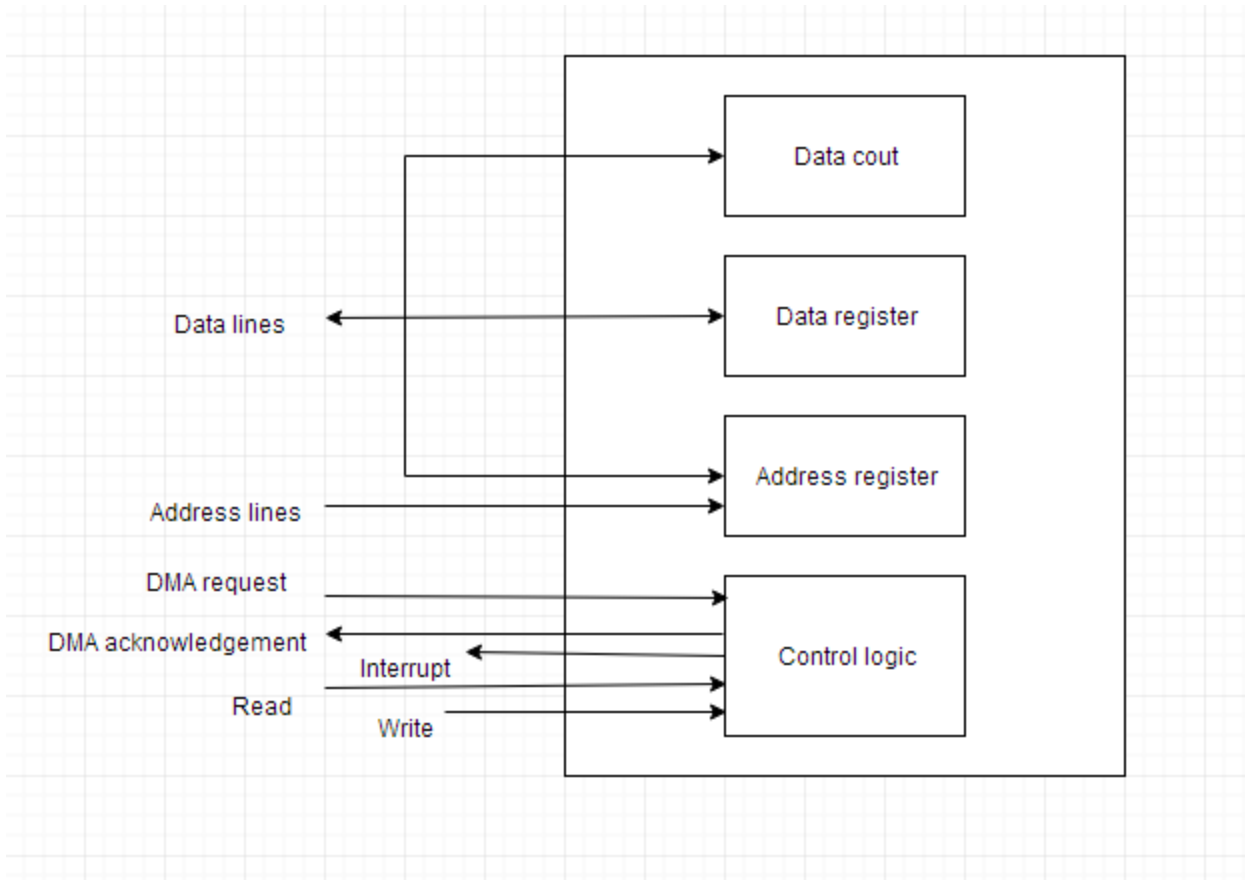 Data cout
Data lines
Data register
Address register
Address lines
DMA request
DMA acknowledgement
Control logic
Interrupt
Read
Write